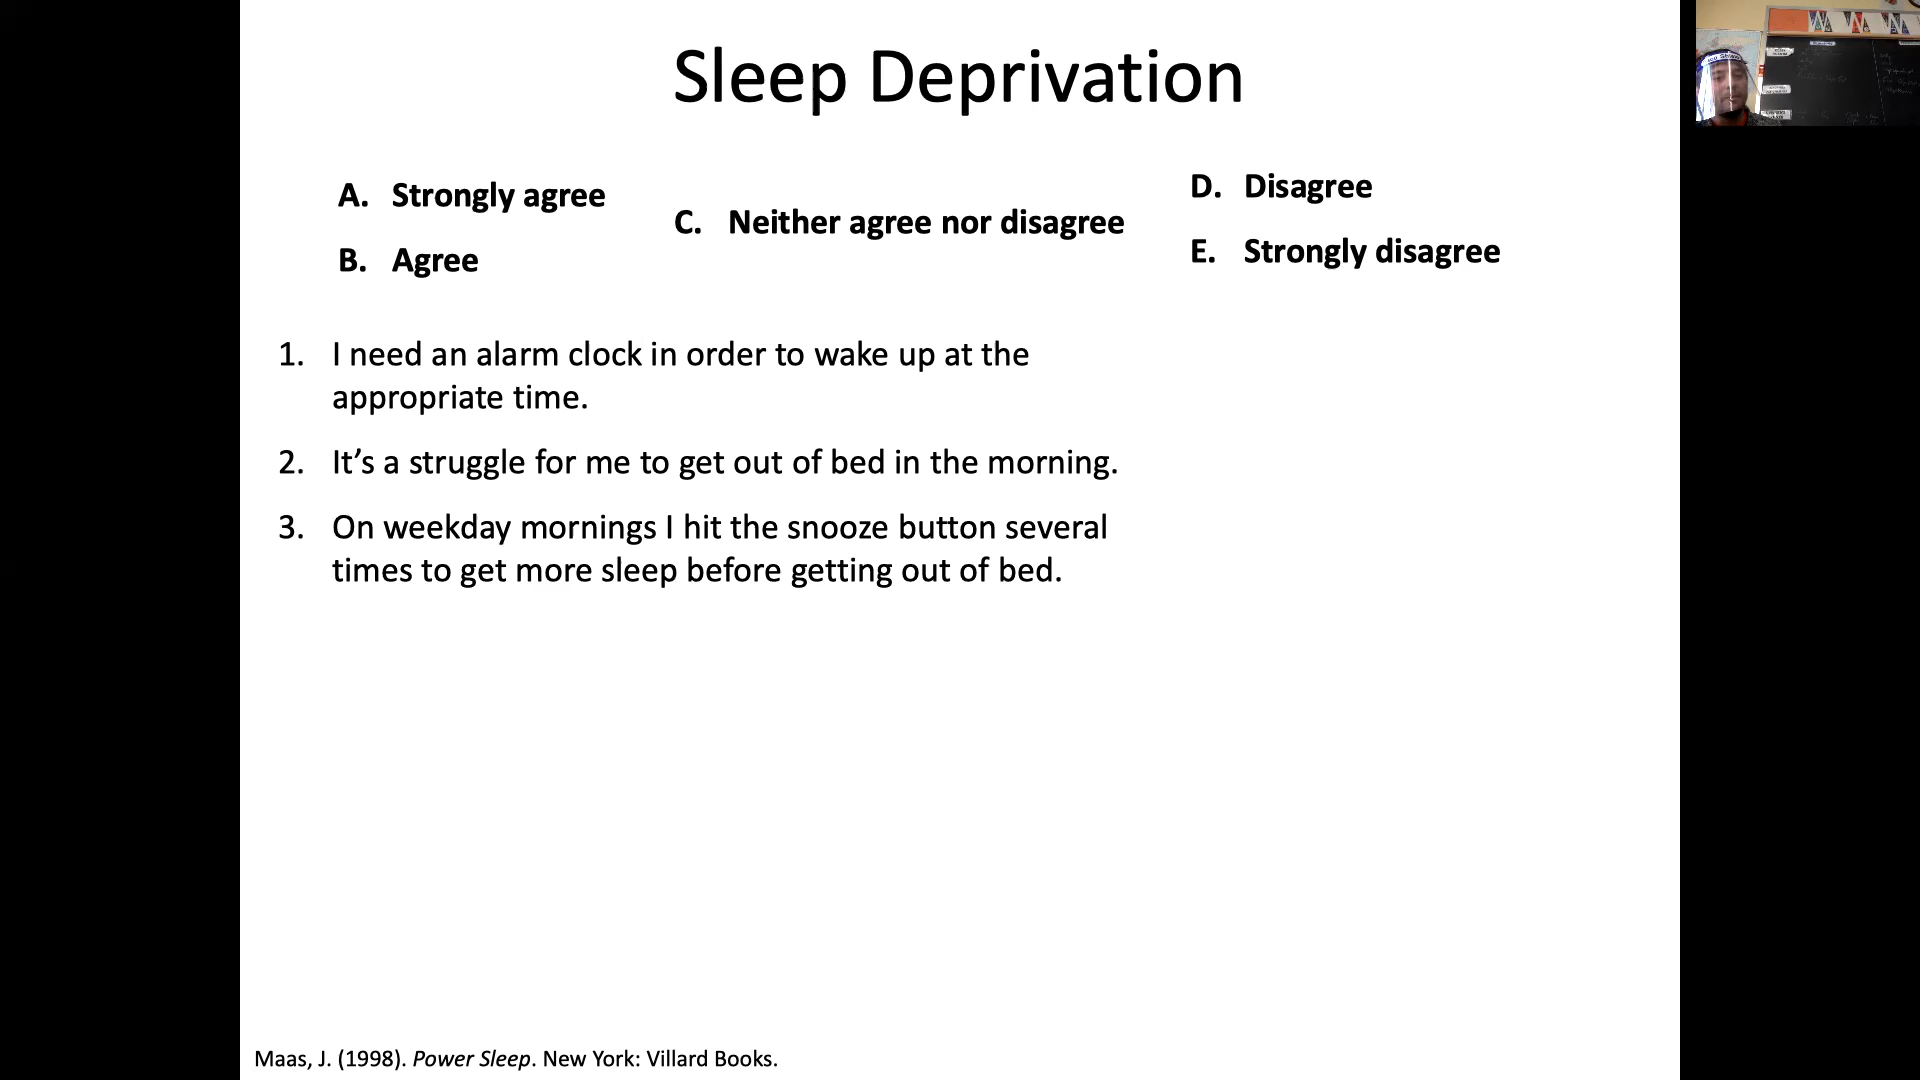 Sleep Deprivation
A. Strongly agree
B. Agree
C. Neither agree nor disagree
D. Disagree
E. Strongly disagree
1. I need an alarm clock in order to wake up at the
appropriate time.
2. It’s a struggle for me to get out of bed in the morning.
3. On weekday mornings I hit the snooze button several
times to get more sleep before getting out of bed.
Maas, J. (1998). Power Sleep. New York: Villard Books.